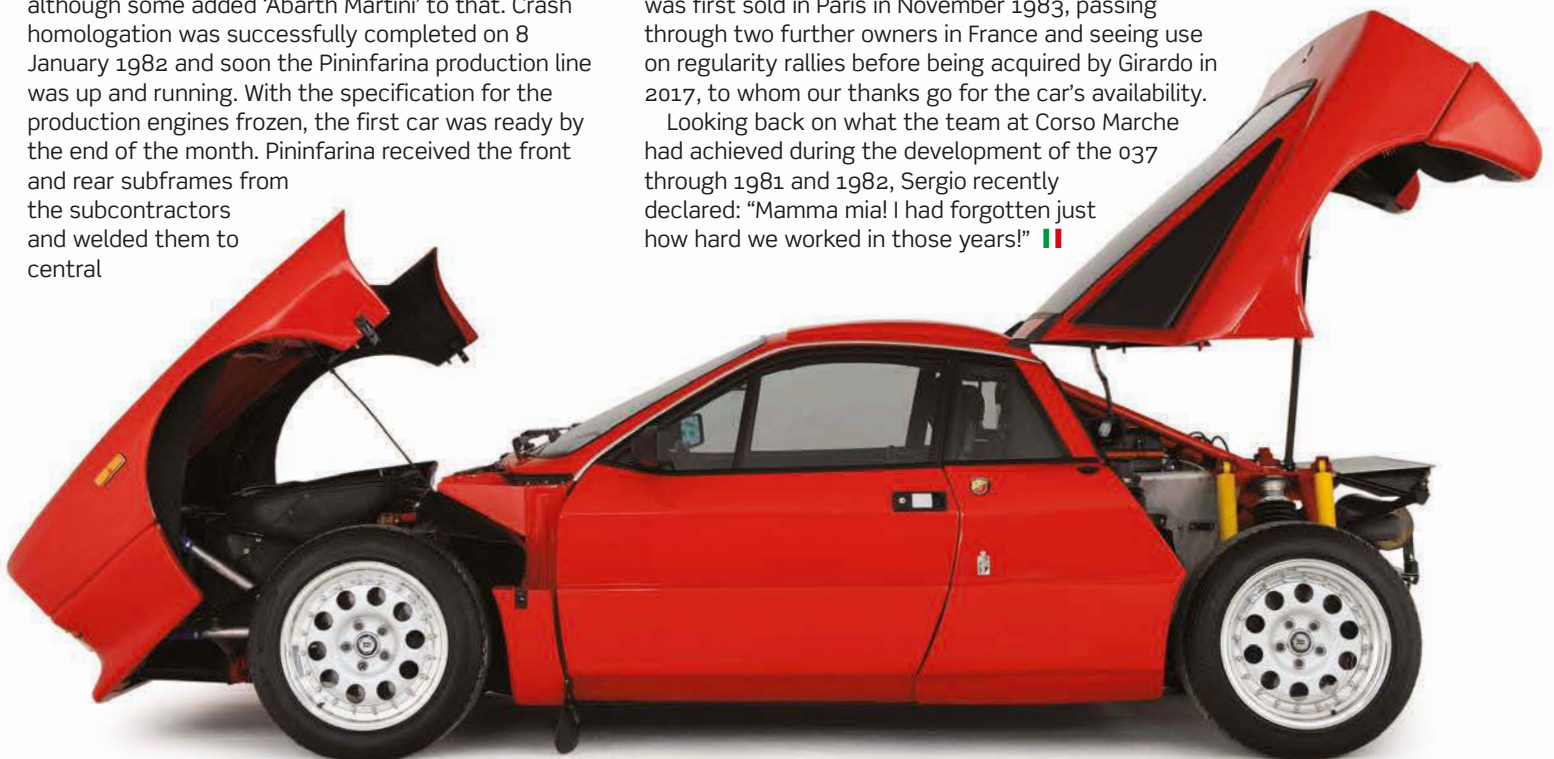 although some added ‘Abarth Martini’ to that. Crash
homologation was successfully completed on 8
January 1982 and soon the Pininfarina production line
was up and running. With the specification for the
production engines frozen, the first car was ready by
the end of the month. Pininfarina received the front
and rear subframes from
the subcontractors
and welded them to
central
was first sold in Paris in November 1983, passing
through two further owners in France and seeing use
on regularity rallies before being acquired by Girardo in
2017, to whom our thanks go for the car’s availability.
Looking back on what the team at Corso Marche
had achieved during the development of the 037
through 1981 and 1982, Sergio recently
declared: “Mamma mia! I had forgotten just
how hard we worked in those years!”